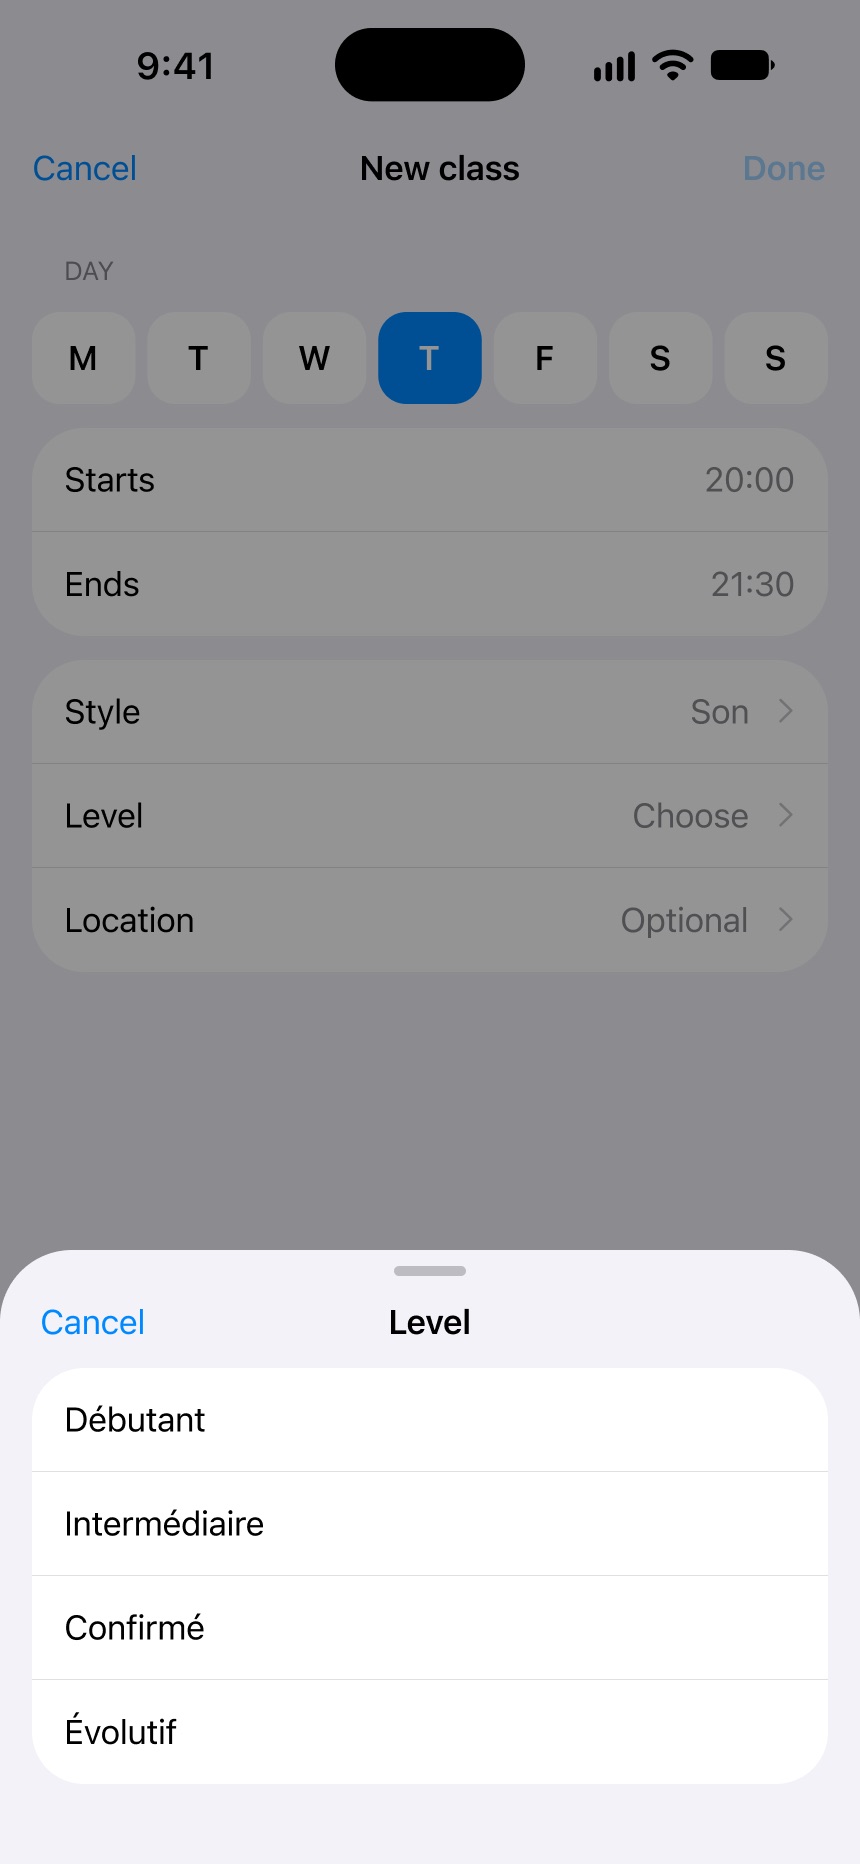 9:41
Cancel New class Done
DAY
M T W T F S S
Starts 20:00
Ends 21:30
Style Son
Level Choose
Location Optional
Cancel Level
Débutant
Intermédiaire
Confirmé
Évolutif